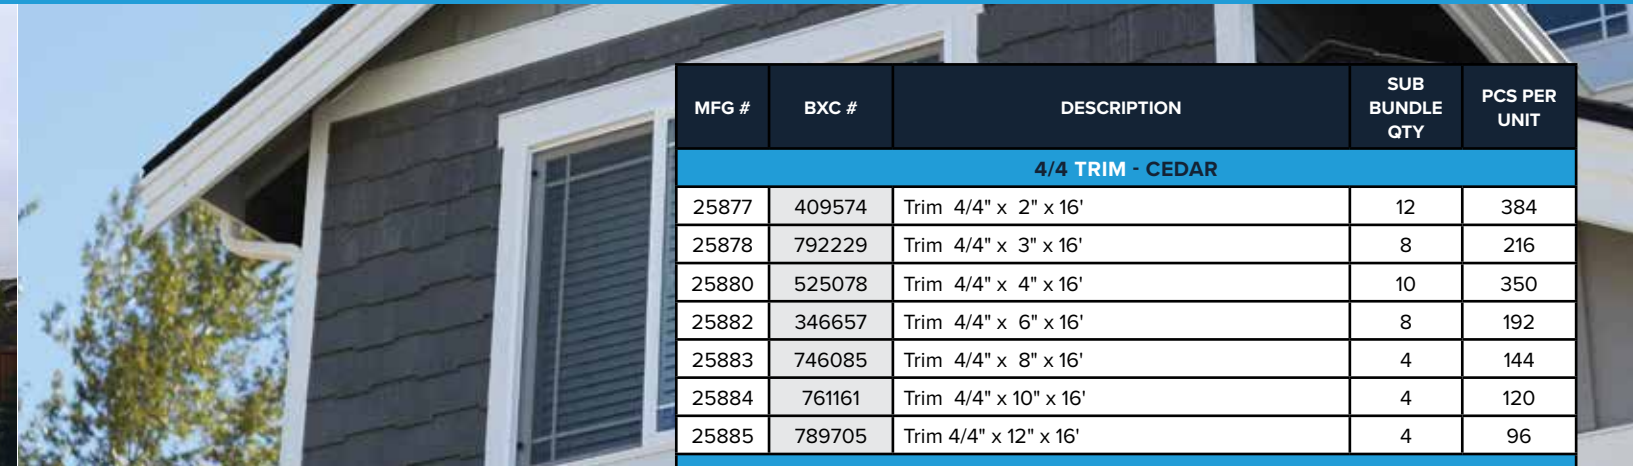 MFG # BXC # DESCRIPTION SUB BUNDLE QTY PCS PER UNIT
4/4 TRIM - CEDAR
25877 409574 Trim 4/4" x 2" x 16' 12 384
25878 792229 Trim 4/4" x 3" x 16' 8 216
25880 525078 Trim 4/4" x 4" x 16' 10 350
25882 346657 Trim 4/4" x 6" x 16' 8 192
25883 746085 Trim 4/4" x 8" x 16' 4 144
25884 761161 Trim 4/4" x 10" x 16' 4 120
25885 789705 Trim 4/4" x 12" x 16' 4 96